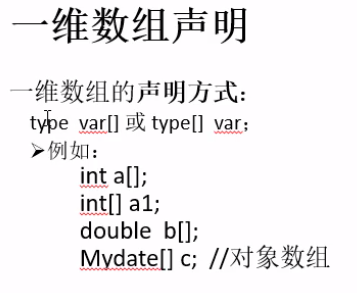 一维数组声明
一维数组的声明方式：
type var[] 或 type[] var；
➢例如：
int a[];
int[] a1;
double b[];
Mydate[] c; //对象数组